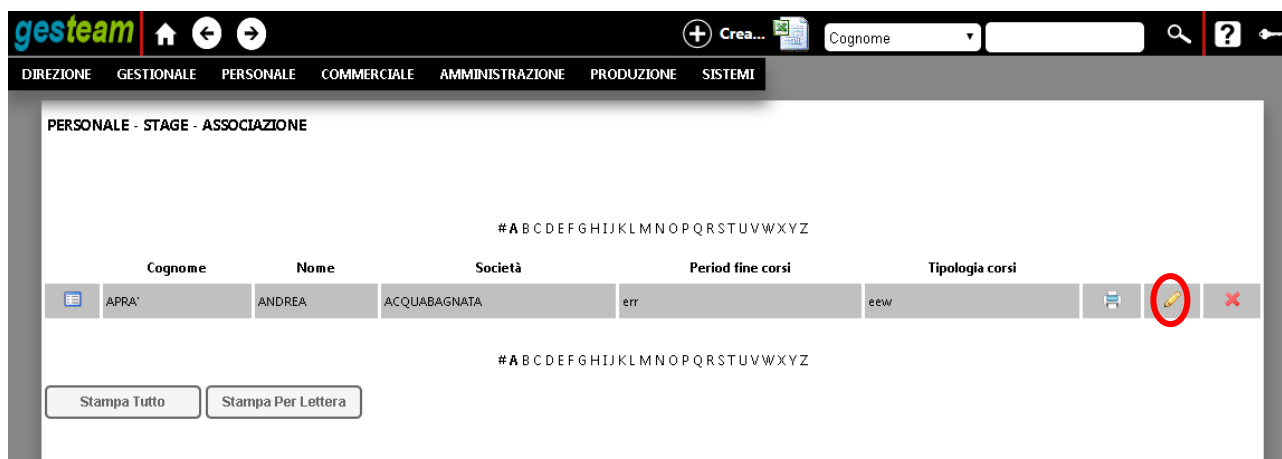 gesteam Crea... Cognome ?
DIREZIONE GESTIONALE PERSONALE COMMERCIALE AMMINISTRAZIONE PRODUZIONE SISTEMI
PERSONALE - STAGE - ASSOCIAZIONE
# A B C D E F G H I J K L M N O P Q R S T U V W X Y Z
Cognome Nome Società Period fine corsi Tipologia corsi
APRA' ANDREA ACQUABAGNATA err eew
# A B C D E F G H I J K L M N O P Q R S T U V W X Y Z
Stampa Tutto Stampa Per Lettera